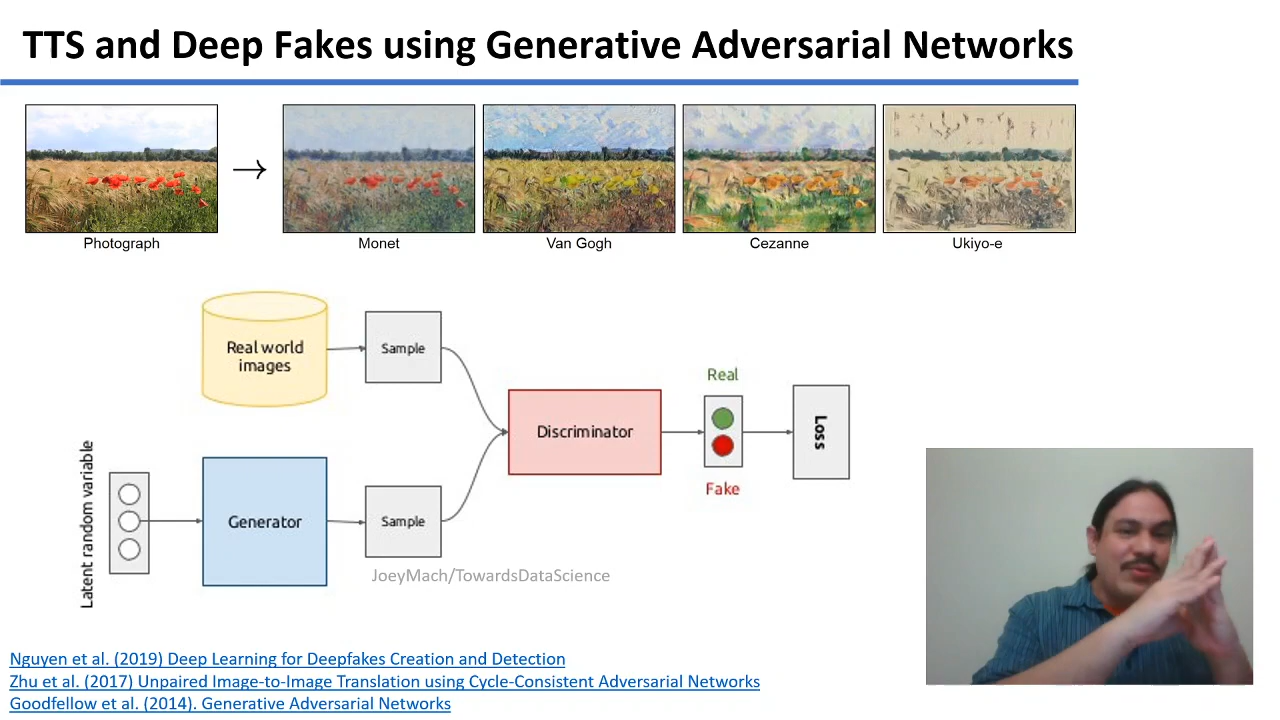 TTS and Deep Fakes using Generative Adversarial Networks
Photograph
Monet
Van Gogh
Cezanne
Ukiyo-e
Real world
images
Sample
Latent random variable
Generator
Sample
Discriminator
Real
Fake
Loss
JoeyMach/TowardsDataScience
Nguyen et al. (2019) Deep Learning for Deepfakes Creation and Detection
Zhu et al. (2017) Unpaired Image-to-Image Translation using Cycle-Consistent Adversarial Networks
Goodfellow et al. (2014). Generative Adversarial Networks